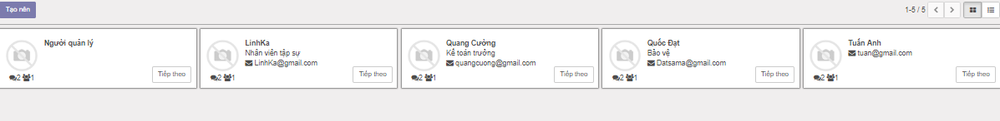 Tạo nên
1-5 / 5
Người quản lý
2 1
Tiếp theo
LinhKa
Nhân viên tập sự
LinhKa@gmail.com
2 1
Tiếp theo
Quang Cường
Kế toán trưởng
quangcuong@gmail.com
2 1
Tiếp theo
Quốc Đạt
Bảo vệ
Datsama@gmail.com
2 1
Tiếp theo
Tuấn Anh
tuan@gmail.com
2 1
Tiếp theo